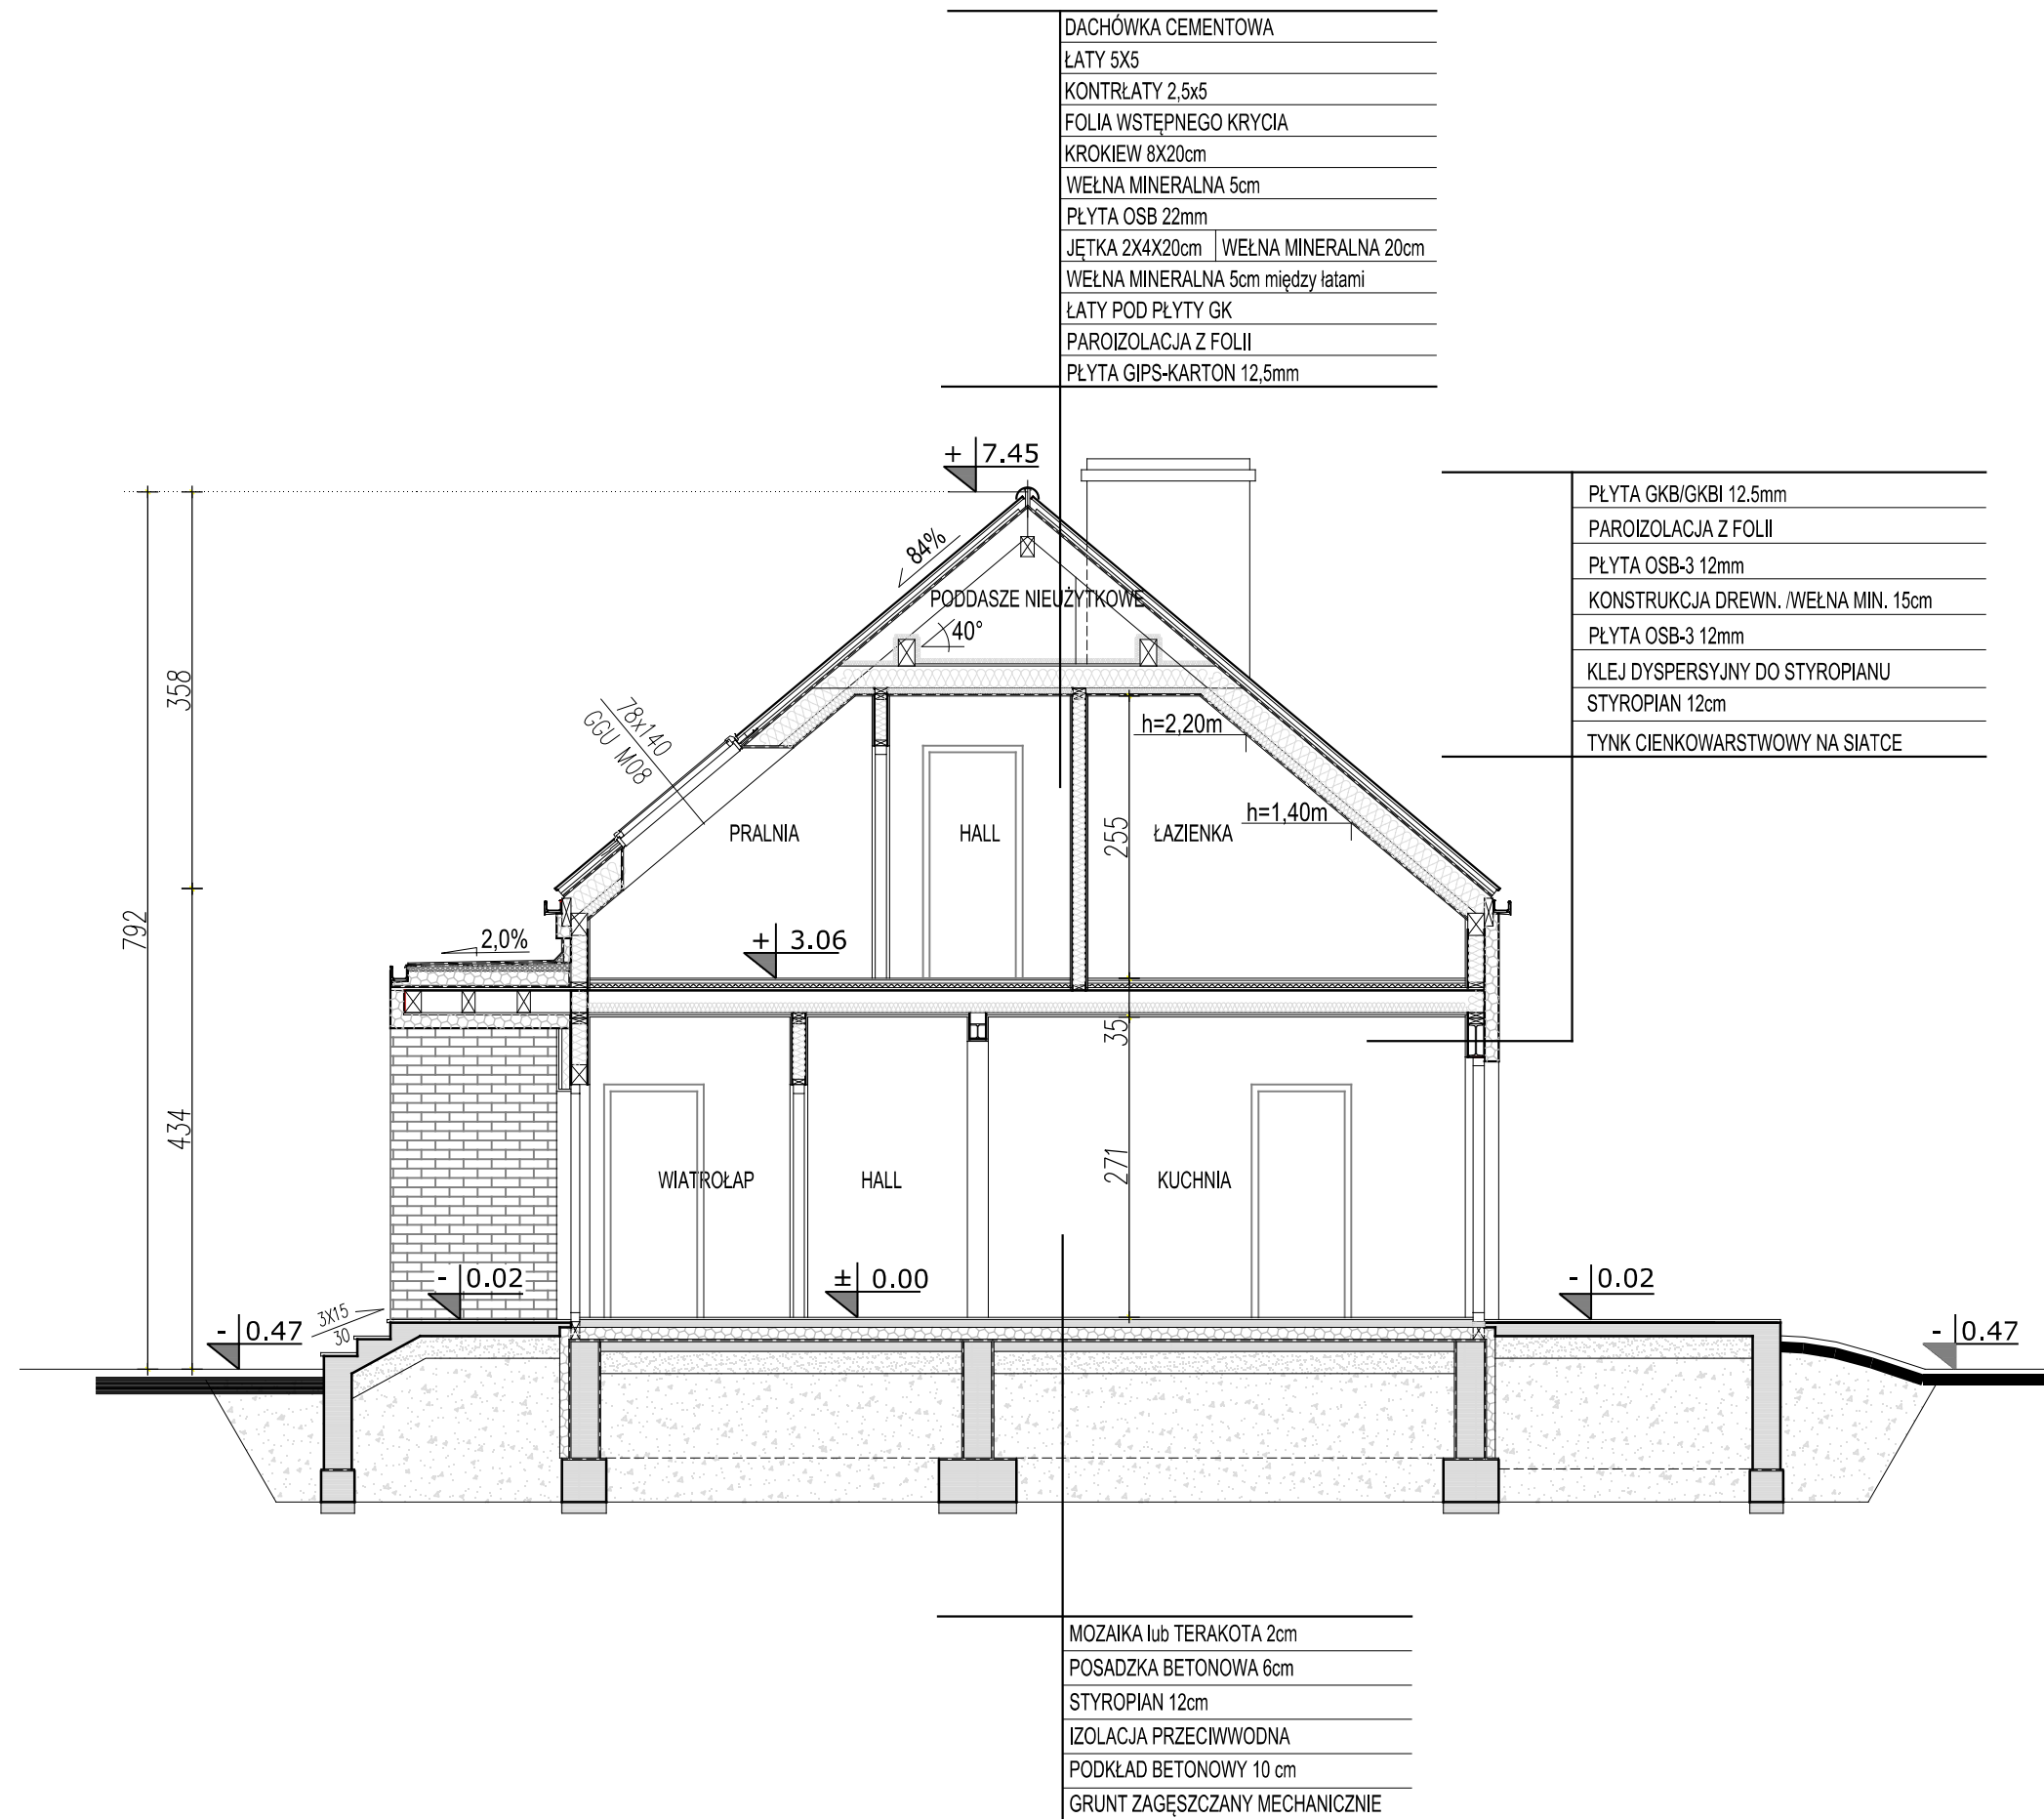 DACHÓWKA CEMENTOWA
ŁATY 5X5
KONTRŁATY 2,5x5
FOLIA WSTĘPNEGO KRYCIA
KROKIEW 8X20cm
WEŁNA MINERALNA 5cm
PŁYTA OSB 22mm
JĘTKA 2X4X20cm WEŁNA MINERALNA 20cm
WEŁNA MINERALNA 5cm między łatami
ŁATY POD PŁYTY GK
PAROIZOLACJA Z FOLII
PŁYTA GIPS-KARTON 12,5mm
+ 7.45
PŁYTA GKB/GKBI 12.5mm
PAROIZOLACJA Z FOLII
PŁYTA OSB-3 12mm
KONSTRUKCJA DREWN. /WEŁNA MIN. 15cm
PŁYTA OSB-3 12mm
KLEJ DYSPERSYJNY DO STYROPIANU
STYROPIAN 12cm
TYNK CIENKOWARSTWOWY NA SIATCE
84%
PODDASZE NIEUŻYTKOWE
40°
358
78x140
GGU M08
h=2,20m
h=1,40m
PRALNIA
HALL
255
ŁAZIENKA
792
2,0%
+ 3.06
35
434
271
WIATROŁAP
HALL
KUCHNIA
- 0.02
± 0.00
- 0.02
- 0.47
3X15
30
- 0.47
MOZAIKA lub TERAKOTA 2cm
POSADZKA BETONOWA 6cm
STYROPIAN 12cm
IZOLACJA PRZECIWWODNA
PODKŁAD BETONOWY 10 cm
GRUNT ZAGĘSZCZANY MECHANICZNIE